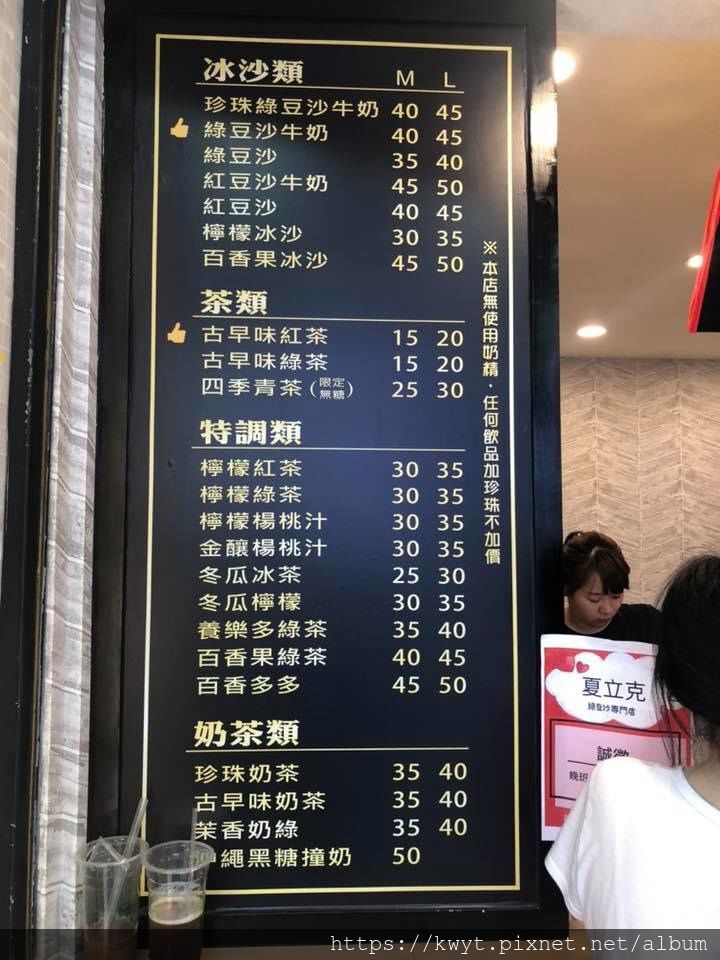 冰沙類 M L
珍珠綠豆沙牛奶 40 45
綠豆沙牛奶 40 45
綠豆沙 35 40
紅豆沙牛奶 45 50
紅豆沙 40 45
檸檬冰沙 30 35
百香果冰沙 45 50
茶類
古早味紅茶 15 20
古早味綠茶 15 20
四季青茶(限定無糖) 25 30
特調類
檸檬紅茶 30 35
檸檬綠茶 30 35
檸檬楊桃汁 30 35
金釀楊桃汁 30 35
冬瓜冰茶 25 30
冬瓜檸檬 30 35
養樂多綠茶 35 40
百香果綠茶 40 45
百香多多 45 50
奶茶類
珍珠奶茶 35 40
古早味奶茶 35 40
茉香奶綠 35 40
沖繩黑糖撞奶 50
※本店無使用奶精，任何飲品加珍珠不加價
夏立克
綠豆沙專門店
誠徵
晚班
https://kwyt.pixnet.net/album